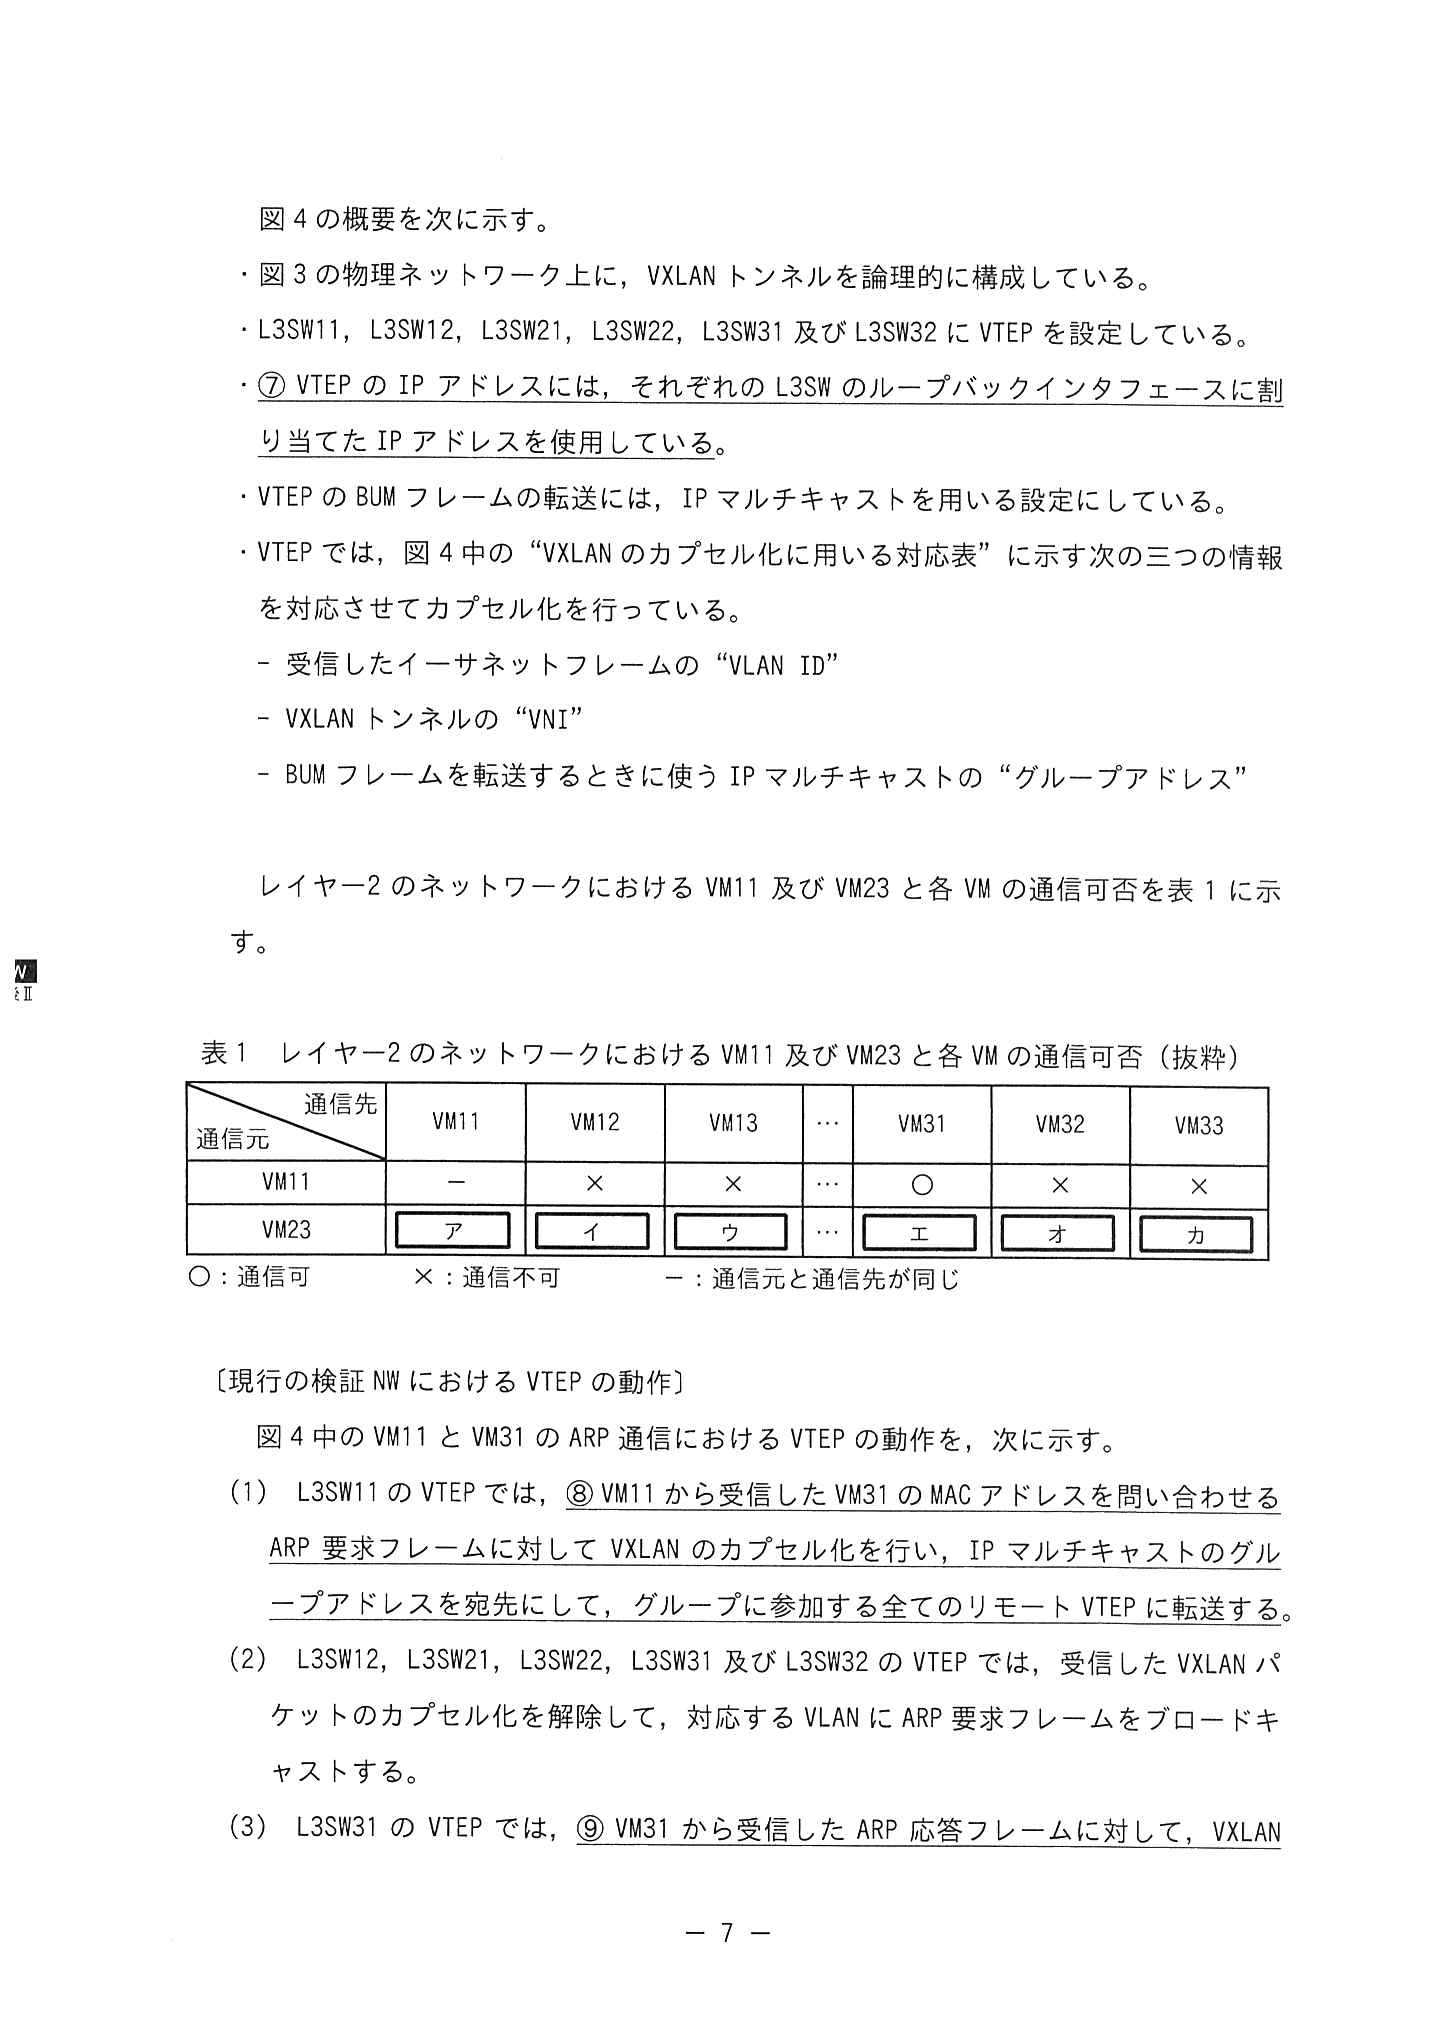 図4の概要を次に示す。
・図3の物理ネットワーク上に，VXLANトンネルを論理的に構成している。
・L3SW11，L3SW12，L3SW21，L3SW22，L3SW31及びL3SW32にVTEPを設定している。
・⑦VTEPのIPアドレスには，それぞれのL3SWのループバックインタフェースに割
り当てたIPアドレスを使用している。
・VTEPのBUMフレームの転送には，IPマルチキャストを用いる設定にしている。
・VTEPでは，図4中の“VXLANのカプセル化に用いる対応表”に示す次の三つの情報
を対応させてカプセル化を行っている。
－ 受信したイーサネットフレームの“VLAN ID”
－ VXLANトンネルの“VNI”
－ BUMフレームを転送するときに使うIPマルチキャストの“グループアドレス”
レイヤー2のネットワークにおけるVM11及びVM23と各VMの通信可否を表1に示
す。
W
II
表1 レイヤー2のネットワークにおけるVM11及びVM23と各VMの通信可否（抜粋）
通信先
通信元 VM11 VM12 VM13 … VM31 VM32 VM33
VM11 － × × … ○ × ×
VM23 ア イ ウ … エ オ カ
○：通信可 ×：通信不可 －：通信元と通信先が同じ
〔現行の検証NWにおけるVTEPの動作〕
図4中のVM11とVM31のARP通信におけるVTEPの動作を，次に示す。
(1) L3SW11のVTEPでは，⑧VM11から受信したVM31のMACアドレスを問い合わせる
ARP要求フレームに対してVXLANのカプセル化を行い，IPマルチキャストのグル
ープアドレスを宛先にして，グループに参加する全てのリモートVTEPに転送する。
(2) L3SW12，L3SW21，L3SW22，L3SW31及びL3SW32のVTEPでは，受信したVXLANパ
ケットのカプセル化を解除して，対応するVLANにARP要求フレームをブロードキ
ャストする。
(3) L3SW31のVTEPでは，⑨VM31から受信したARP応答フレームに対して，VXLAN
－ 7 －